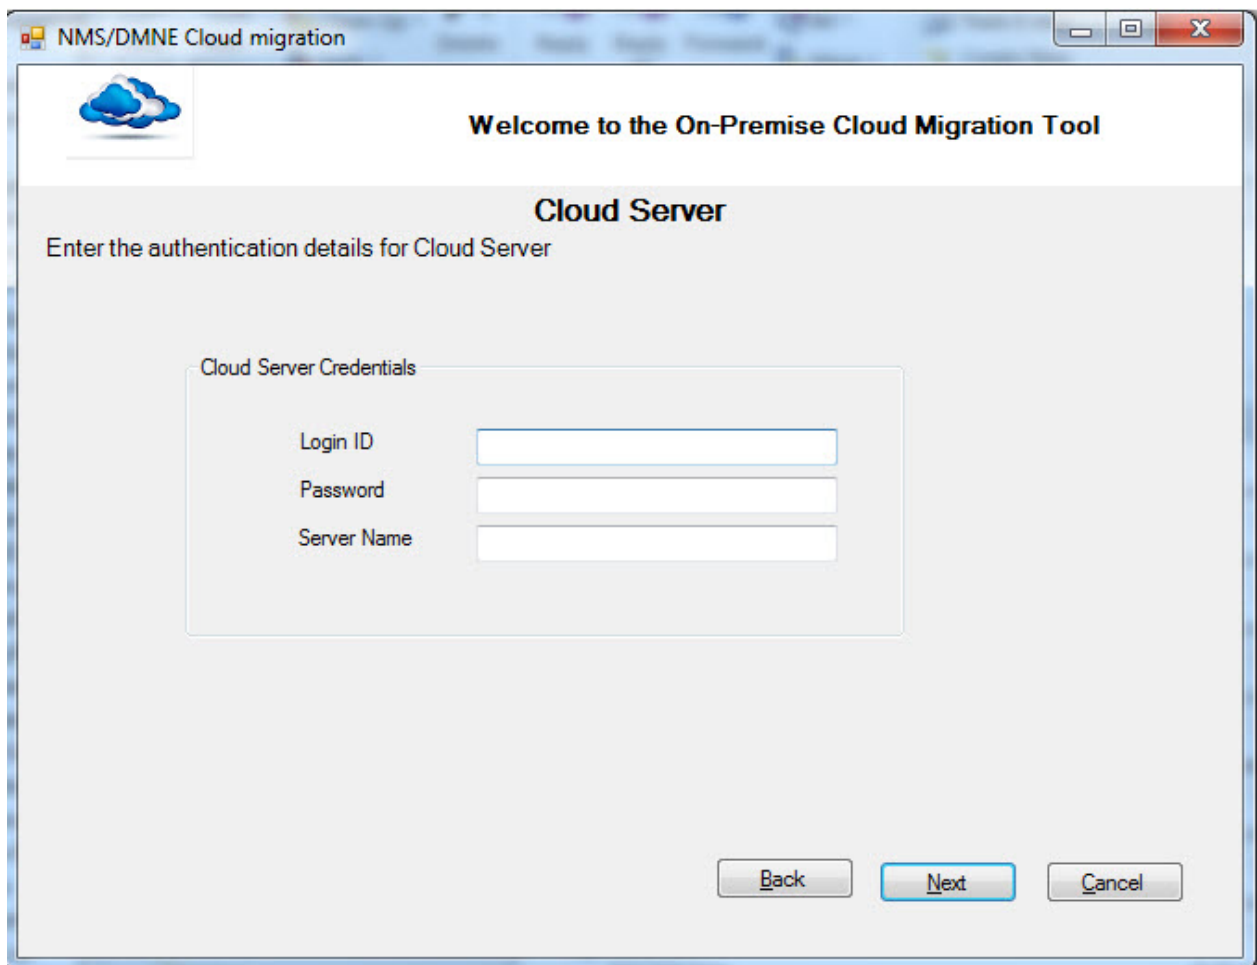 NMS/DMNE Cloud migration
Welcome to the On-Premise Cloud Migration Tool
Cloud Server
Enter the authentication details for Cloud Server
Cloud Server Credentials
Login ID
Password
Server Name
Back Next Cancel